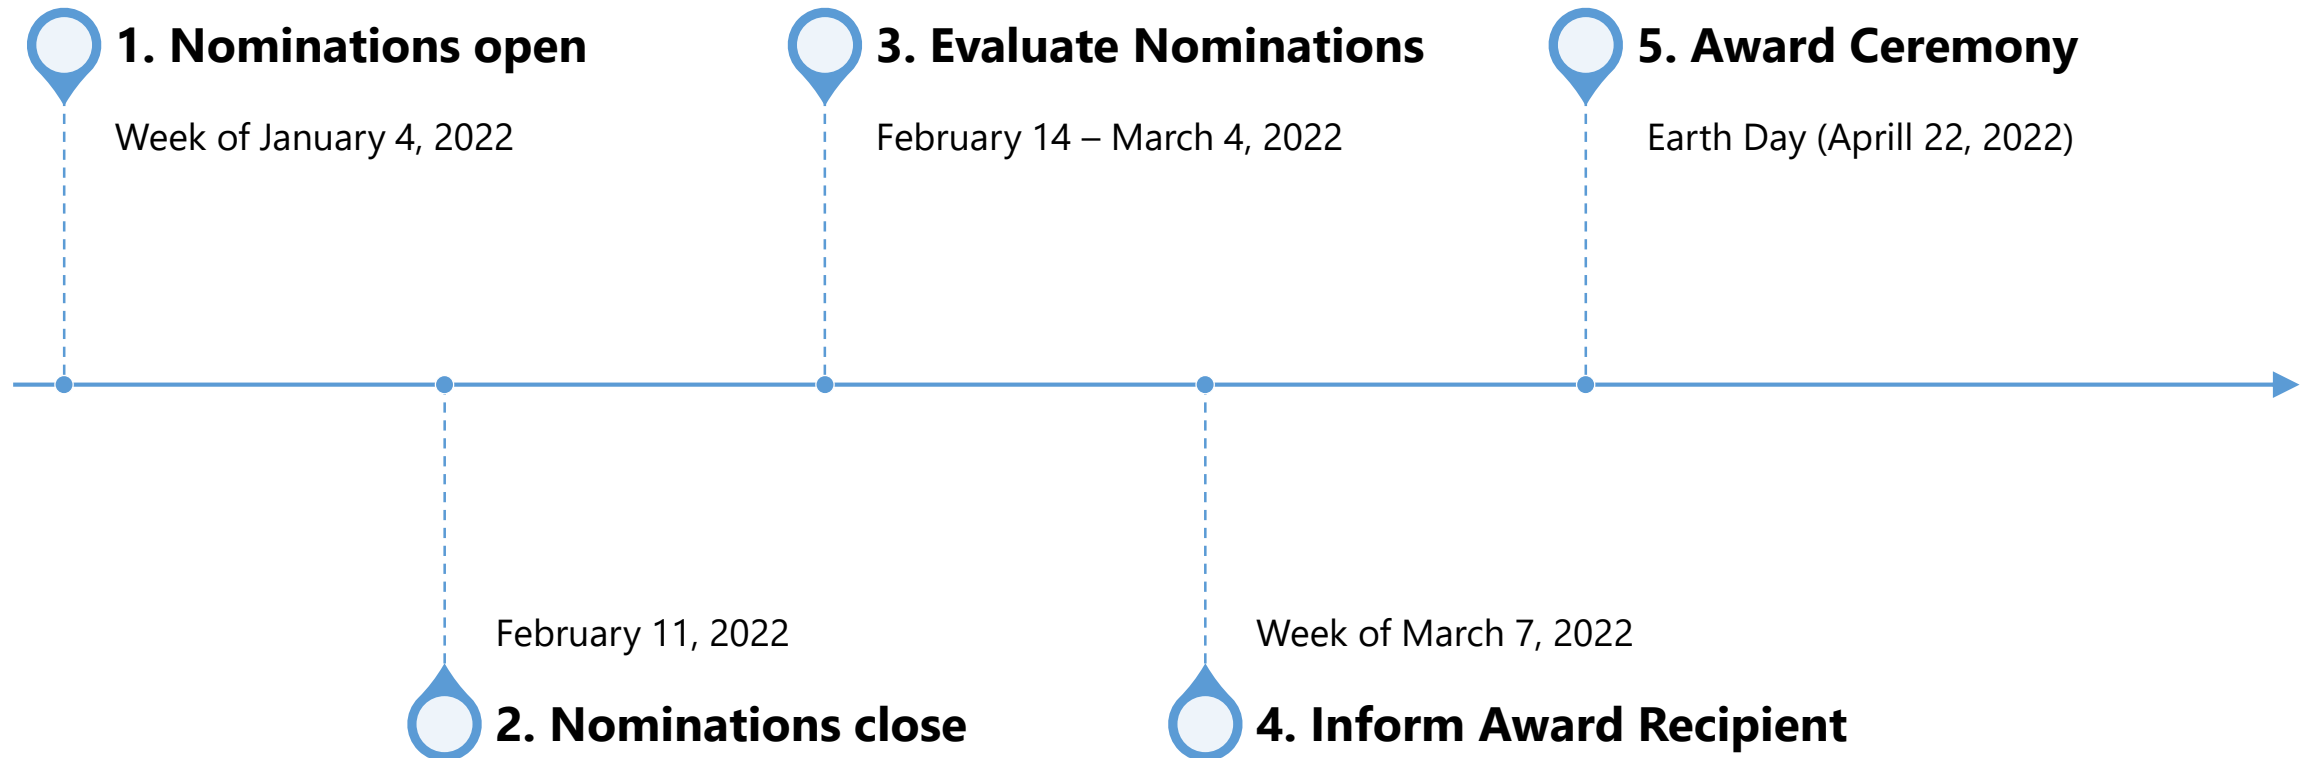 1. Nominations open
Week of January 4, 2022
February 11, 2022
2. Nominations close
3. Evaluate Nominations
February 14 – March 4, 2022
Week of March 7, 2022
4. Inform Award Recipient
5. Award Ceremony
Earth Day (Aprill 22, 2022)